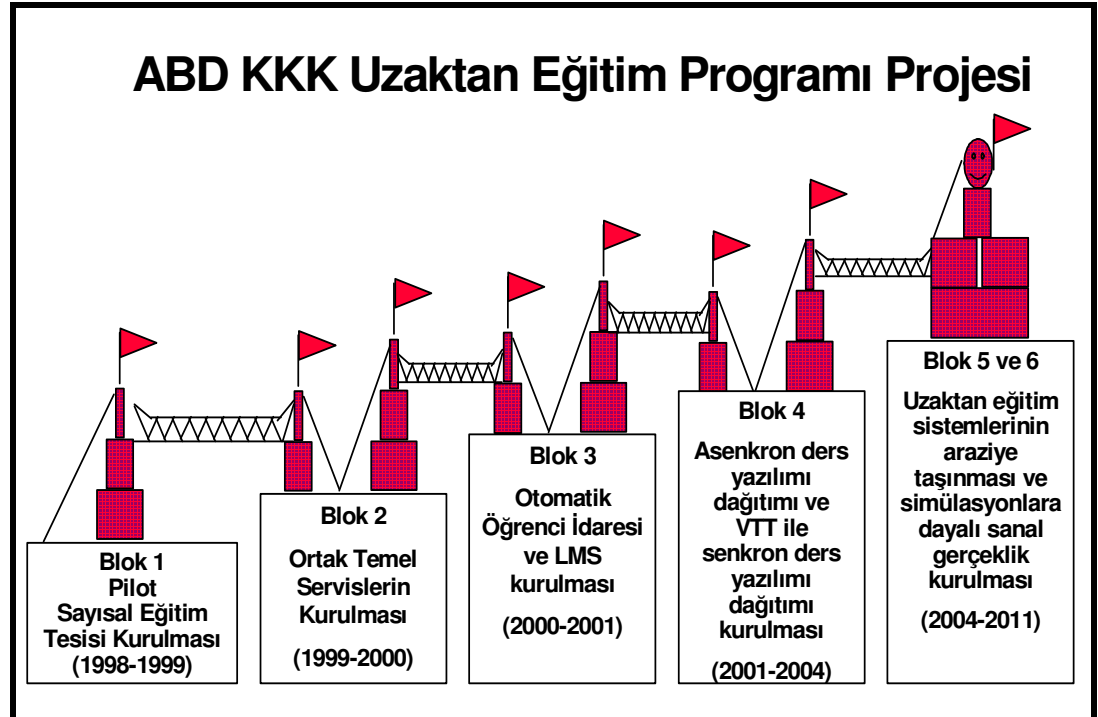 ABD KKK Uzaktan Eğitim Programı Projesi
Blok 1
Pilot
Sayısal Eğitim
Tesisi Kurulması
(1998-1999)
Blok 2
Ortak Temel
Servislerin
Kurulması
(1999-2000)
Blok 3
Otomatik
Öğrenci İdaresi
ve LMS
kurulması
(2000-2001)
Blok 4
Asenkron ders
yazılımı
dağıtımı ve
VTT ile
senkron ders
yazılımı
dağıtımı
kurulması
(2001-2004)
Blok 5 ve 6
Uzaktan eğitim
sistemlerinin
araziye
taşınması ve
simülasyonlara
dayalı sanal
gerçeklik
kurulması
(2004-2011)